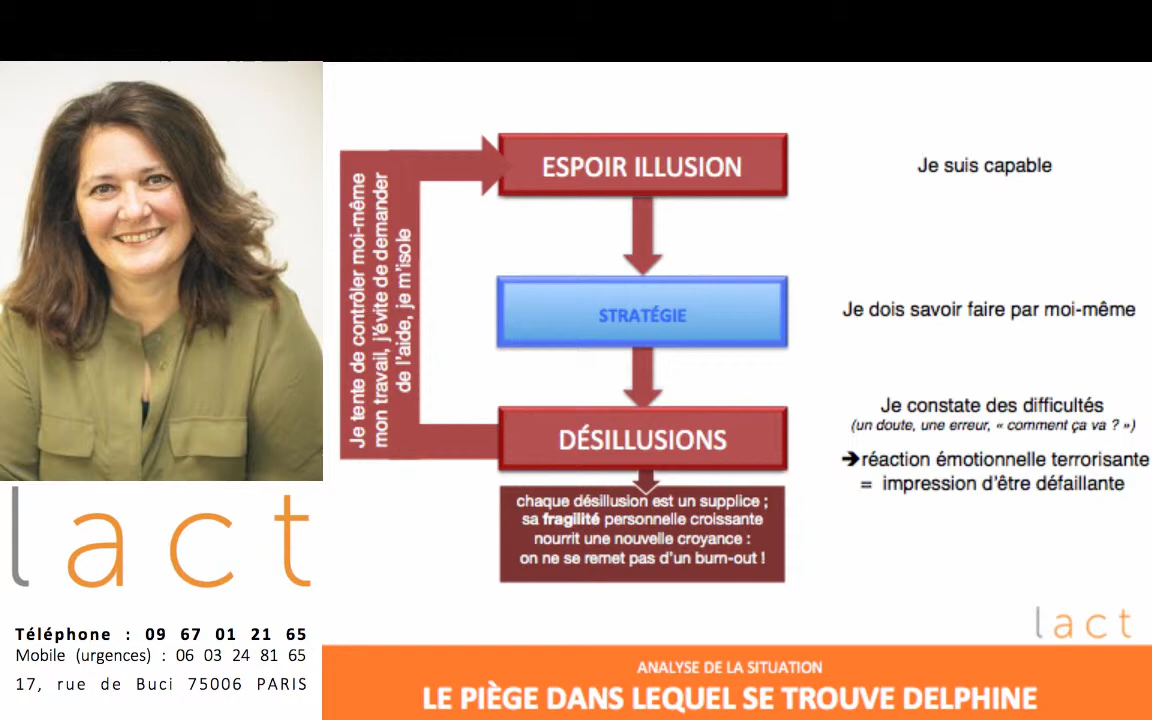 lact
Téléphone : 09 67 01 21 65
Mobile (urgences) : 06 03 24 81 65
17, rue de Buci 75006 PARIS
Je tente de contrôler moi-même
mon travail, j'évite de demander
de l'aide, je m'isole
ESPOIR ILLUSION
Je suis capable
STRATÉGIE
Je dois savoir faire par moi-même
DÉSILLUSIONS
Je constate des difficultés
(un doute, une erreur, « comment ça va ? »)
➔réaction émotionnelle terrorisante
= impression d'être défaillante
chaque désillusion est un supplice ;
sa fragilité personnelle croissante
nourrit une nouvelle croyance :
on ne se remet pas d'un burn-out !
lact
ANALYSE DE LA SITUATION
LE PIÈGE DANS LEQUEL SE TROUVE DELPHINE